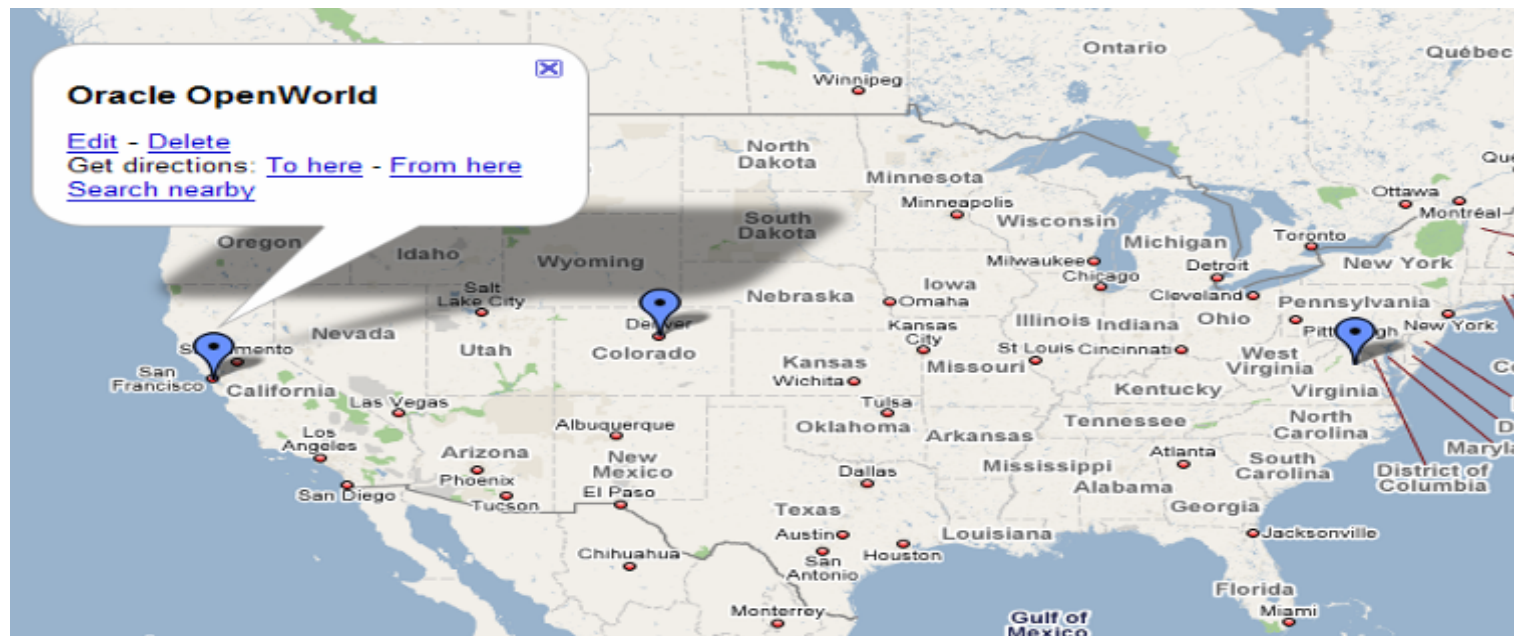 Oracle OpenWorld
Edit - Delete
Get directions: To here - From here
Search nearby
Ontario
Québec
Winnipeg
North
Dakota
Minnesota
Ottawa
Minneapolis
Montréal
South
Dakota
Wisconsin
Oregon
Idaho
Wyoming
Michigan
Toronto
Milwaukee
Chicago
Detroit
New York
Salt
Lake City
Nebraska
Iowa
Omaha
Cleveland
Pennsylvania
Nevada
Utah
Colorado
Kansas
City
Illinois
Indiana
Ohio
New York
San
Francisco
California
Kansas
Missouri
St Louis
Cincinnati
West
Virginia
Wichita
Kentucky
Virginia
Las Vegas
Tulsa
Albuquerque
Oklahoma
Arkansas
Tennessee
North
Carolina
Los
Angeles
Arizona
New
Mexico
Phoenix
Dallas
Mississippi
Atlanta
South
Carolina
Alabama
District of
Columbia
San Diego
Tucson
El Paso
Texas
Georgia
Austin
Louisiana
Jacksonville
Chihuahua
San
Antonio
Houston
Florida
Monterrey
Gulf of
Mexico
Miami